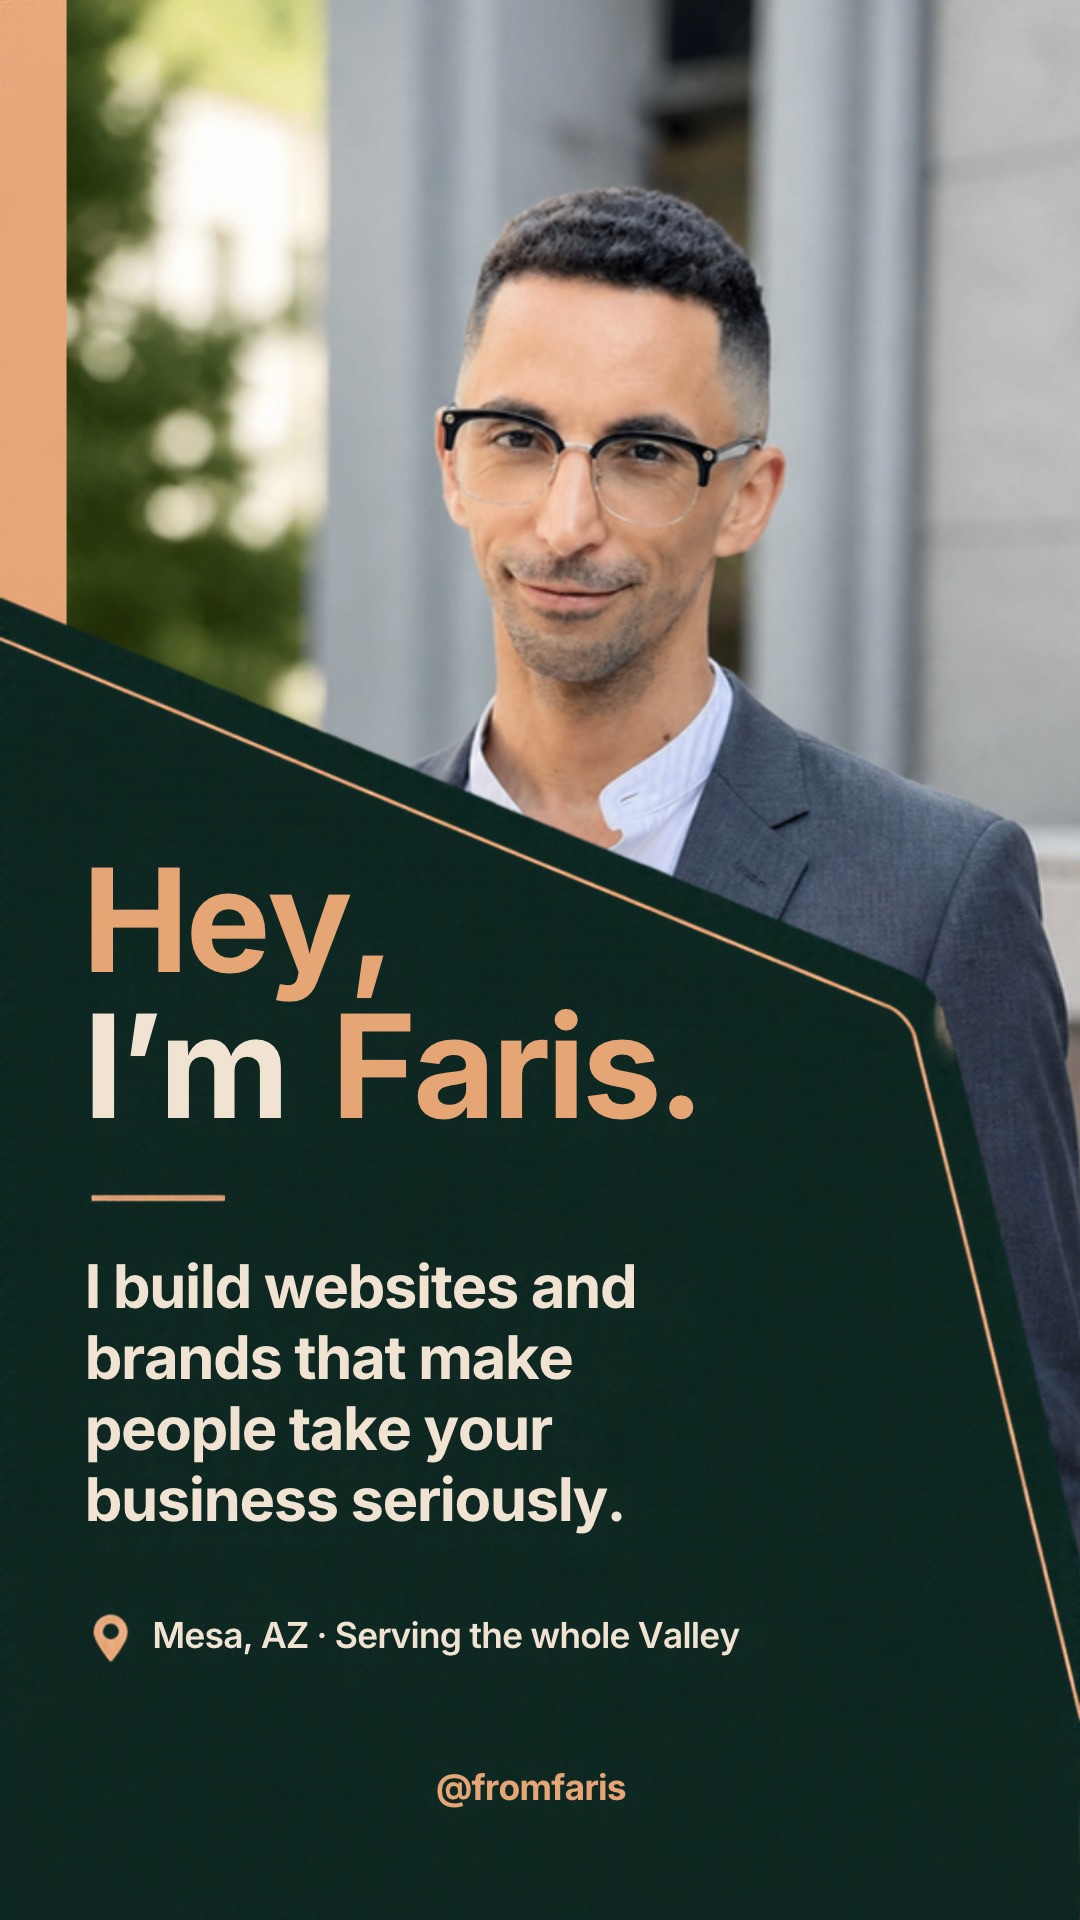 Hey,
I’m Faris.
I build websites and
brands that make
people take your
business seriously.
Mesa, AZ · Serving the whole Valley
@fromfaris